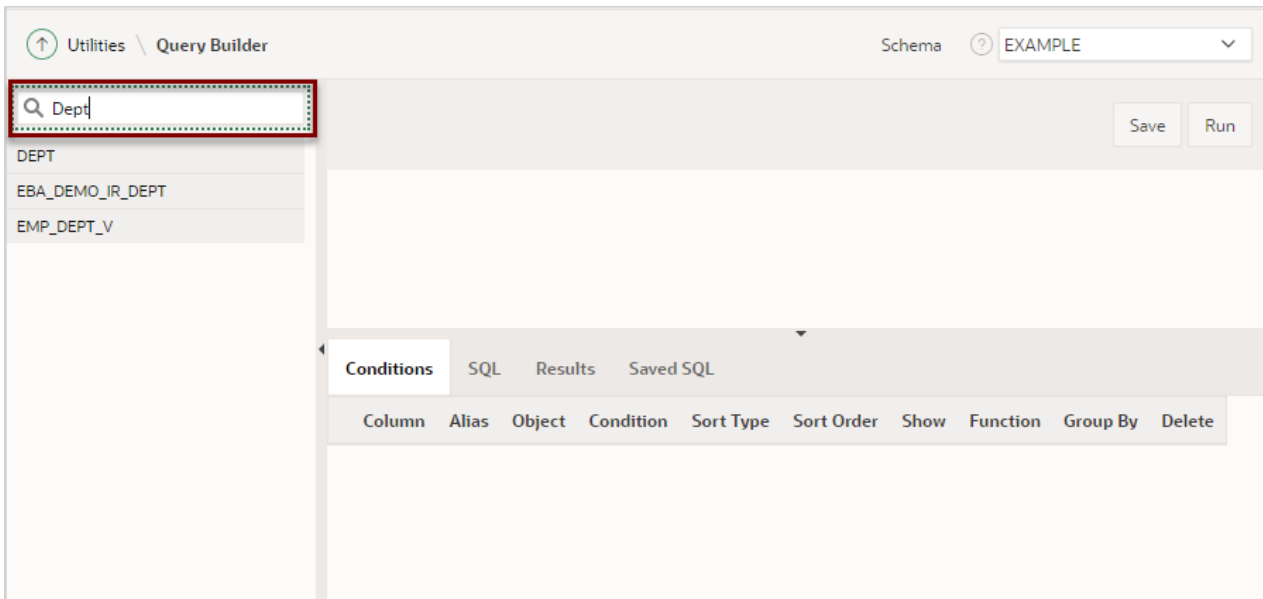 Utilities \ Query Builder Schema ? EXAMPLE
Dept
Save Run
DEPT
EBA_DEMO_IR_DEPT
EMP_DEPT_V
Conditions SQL Results Saved SQL
Column Alias Object Condition Sort Type Sort Order Show Function Group By Delete